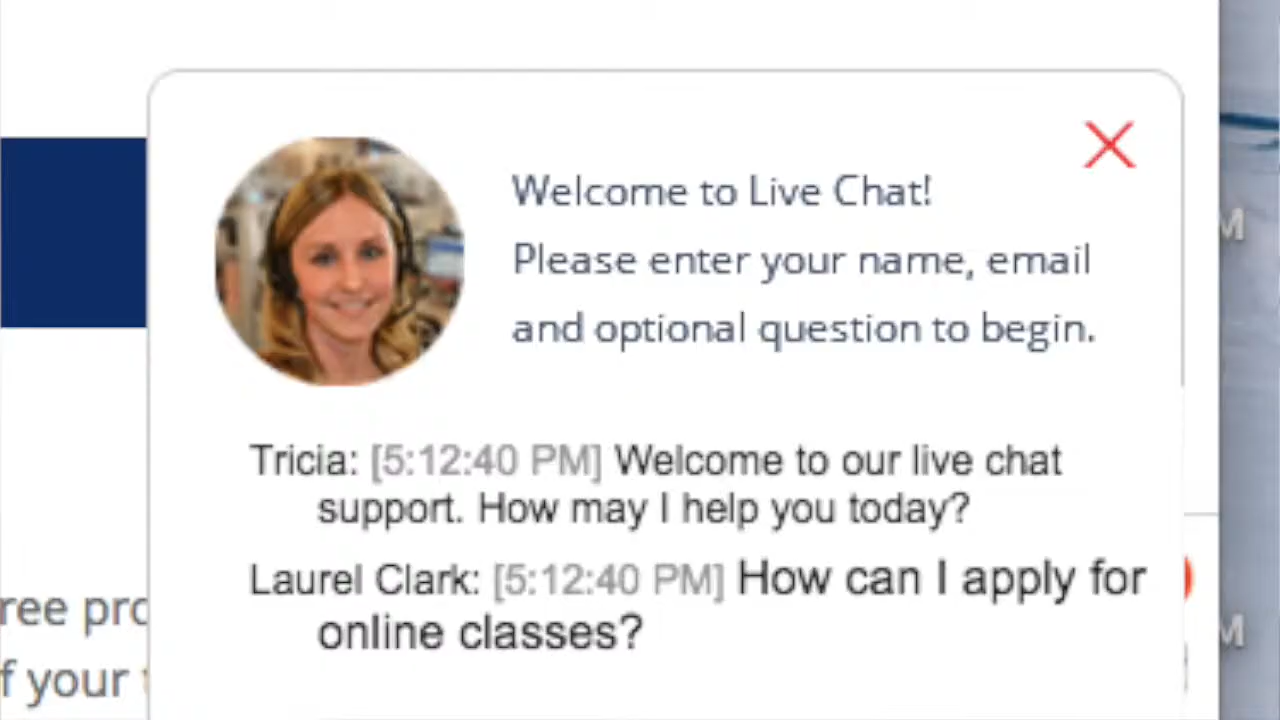 Welcome to Live Chat!
Please enter your name, email
and optional question to begin.
Tricia: [5:12:40 PM] Welcome to our live chat
support. How may I help you today?
Laurel Clark: [5:12:40 PM] How can I apply for
online classes?
f your